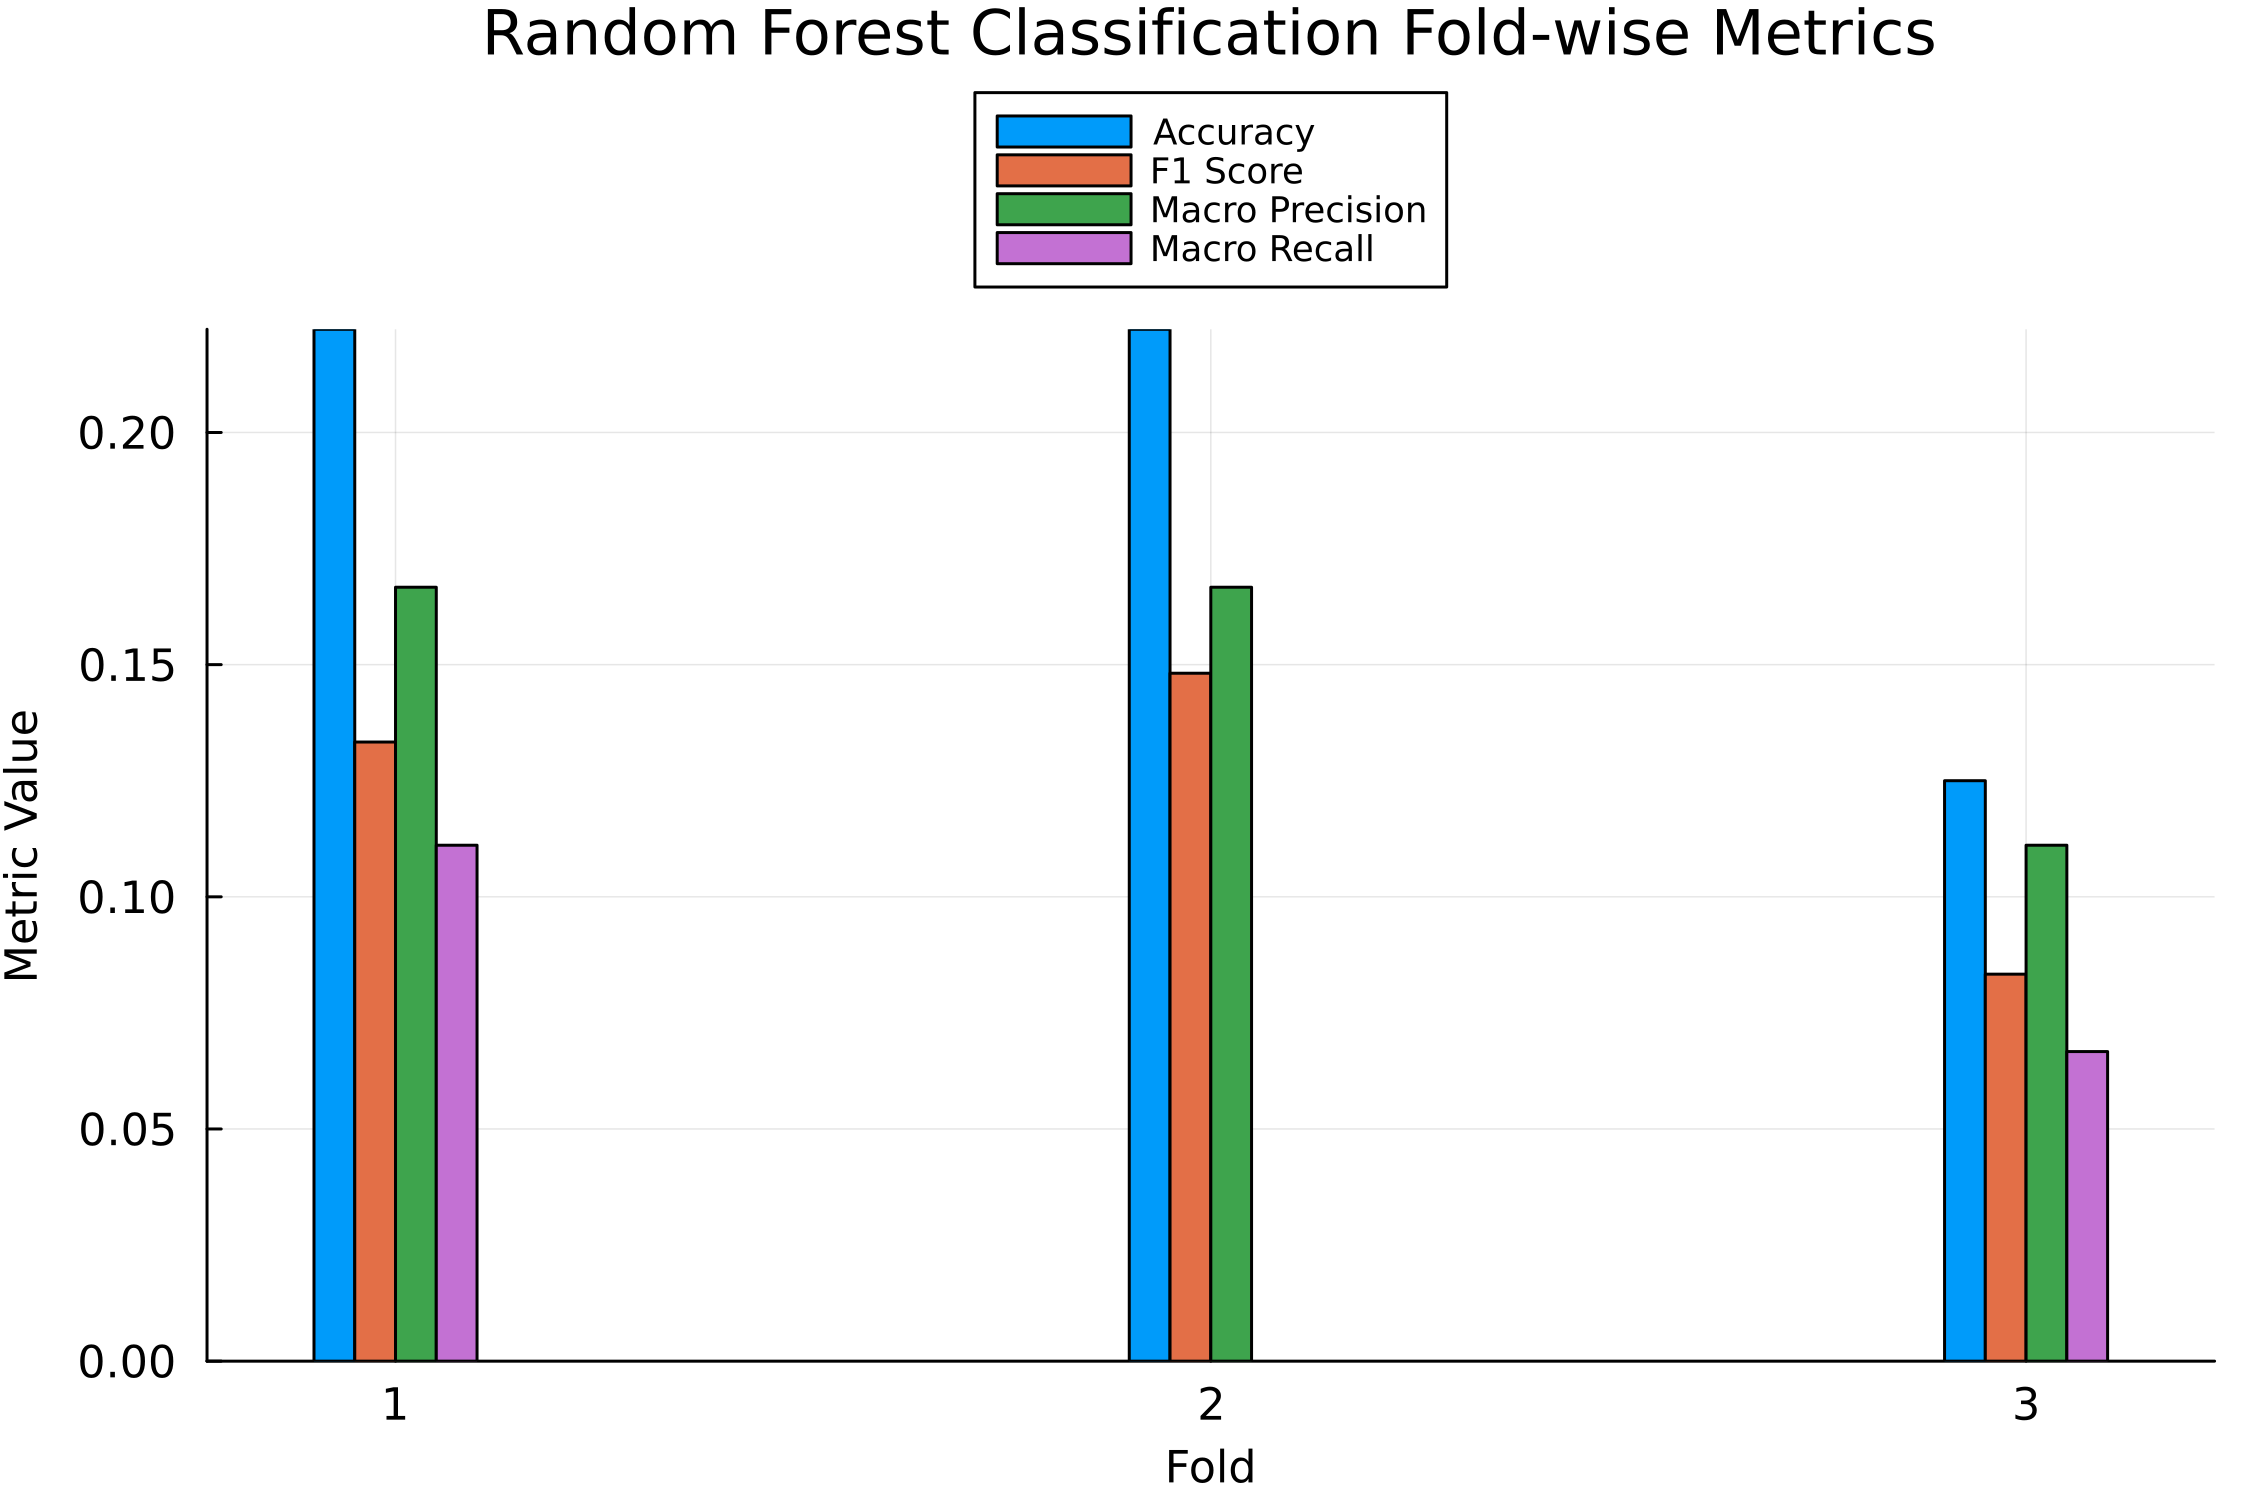 Random Forest Classification Fold-wise Metrics
Accuracy
F1 Score
Macro Precision
Macro Recall
0.20
0.15
0.10
0.05
0.00
Metric Value
1 2 3
Fold